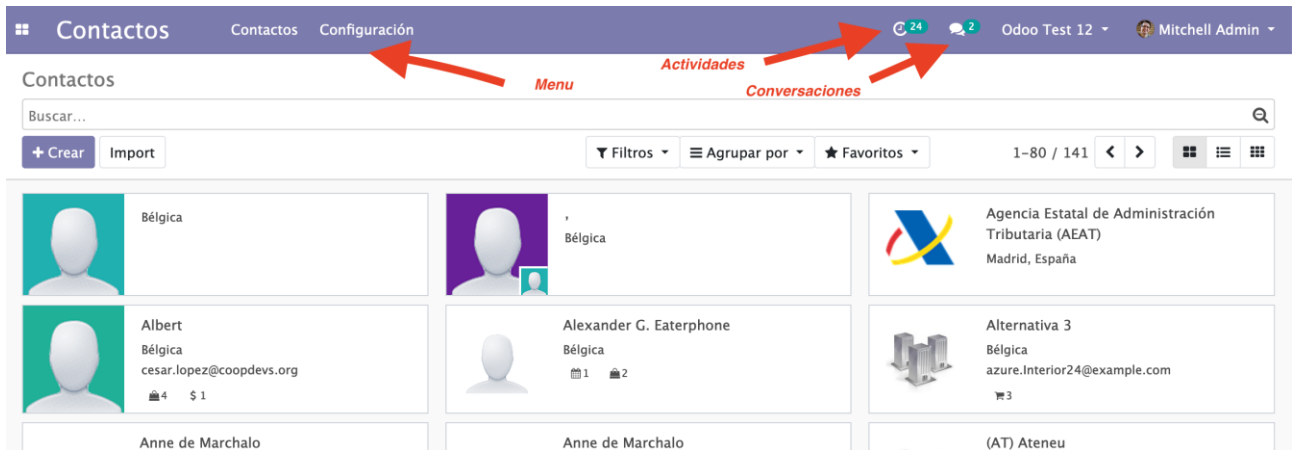 Contactos Contactos Configuración 24 2 Odoo Test 12 Mitchell Admin
Actividades
Menu
Conversaciones
Contactos
Buscar...
+ Crear Import Filtros Agrupar por Favoritos 1-80 / 141
Bélgica
,
Bélgica
Agencia Estatal de Administración
Tributaria (AEAT)
Madrid, España
Albert
Bélgica
cesar.lopez@coopdevs.org
4 $ 1
Alexander G. Eaterphone
Bélgica
1 2
Alternativa 3
Bélgica
azure.Interior24@example.com
3
Anne de Marchalo
Anne de Marchalo
(AT) Ateneu